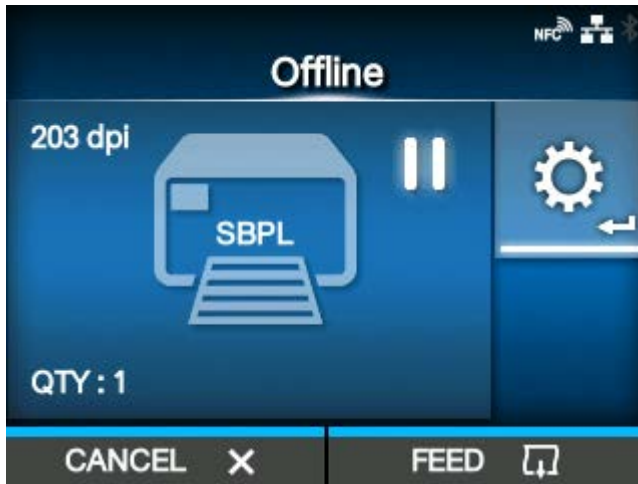 NFC
Offline
203 dpi
SBPL
QTY : 1
CANCEL
FEED